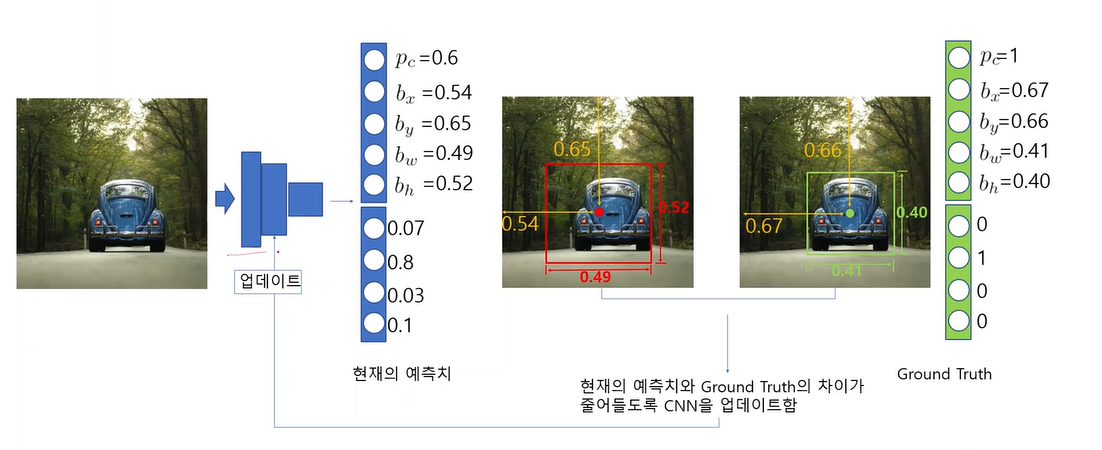 p_c=0.6
b_x=0.54
b_y=0.65
b_w=0.49
b_h=0.52
0.07
0.8
0.03
0.1
현재의 예측치
업데이트
0.65
0.54
0.52
0.49
0.66
0.67
0.40
0.41
현재의 예측치와 Ground Truth의 차이가
줄어들도록 CNN을 업데이트함
p_c=1
b_x=0.67
b_y=0.66
b_w=0.41
b_h=0.40
0
1
0
0
Ground Truth